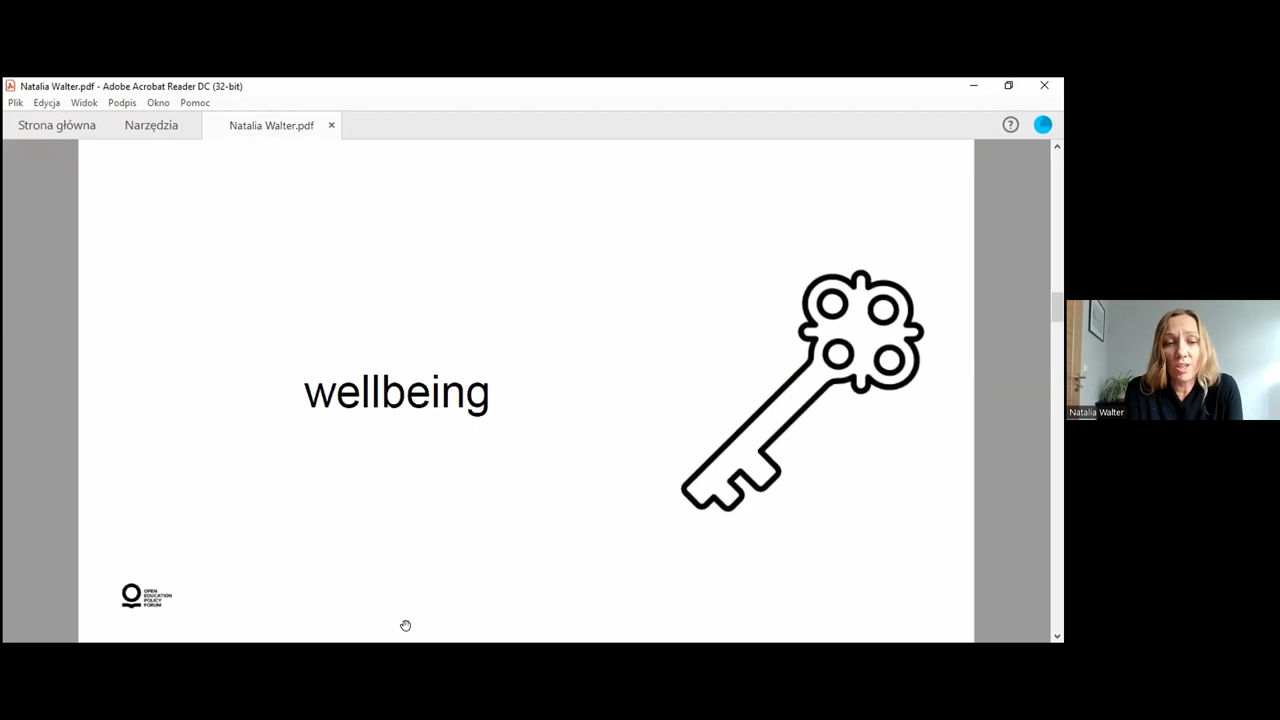 Natalia Walter.pdf - Adobe Acrobat Reader DC (32-bit)
Plik Edycja Widok Podpis Okno Pomoc
Strona główna Narzędzia Natalia Walter.pdf
wellbeing
Natalia Walter
OPEN
EDUCATION
POLICY
FORUM